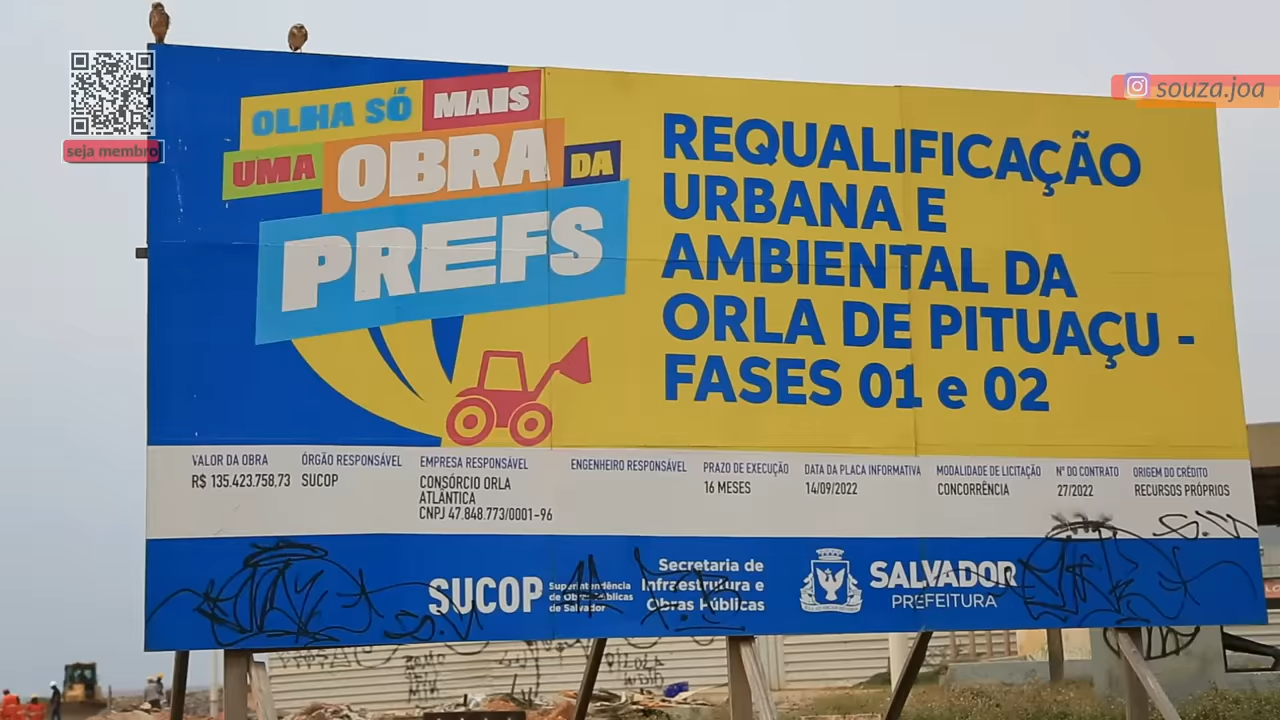 seja membro
souza.joa
OLHA SÓ MAIS
UMA OBRA DA
PREFS
REQUALIFICAÇÃO
URBANA E
AMBIENTAL DA
ORLA DE PITUAÇU -
FASES 01 e 02
VALOR DA OBRA
R$ 135.423.758,73
ÓRGÃO RESPONSÁVEL
SUCOP
EMPRESA RESPONSÁVEL
CONSÓRCIO ORLA
ATLÂNTICA
CNPJ 47.848.773/0001-96
ENGENHEIRO RESPONSÁVEL
PRAZO DE EXECUÇÃO
16 MESES
DATA DA PLACA INFORMATIVA
14/09/2022
MODALIDADE DE LICITAÇÃO
CONCORRÊNCIA
Nº DO CONTRATO
27/2022
ORIGEM DO CRÉDITO
RECURSOS PRÓPRIOS
SUCOP
Superintendência
de Obras Públicas
de Salvador
Secretaria de
Infraestrutura e
Obras Públicas
SALVADOR
PREFEITURA